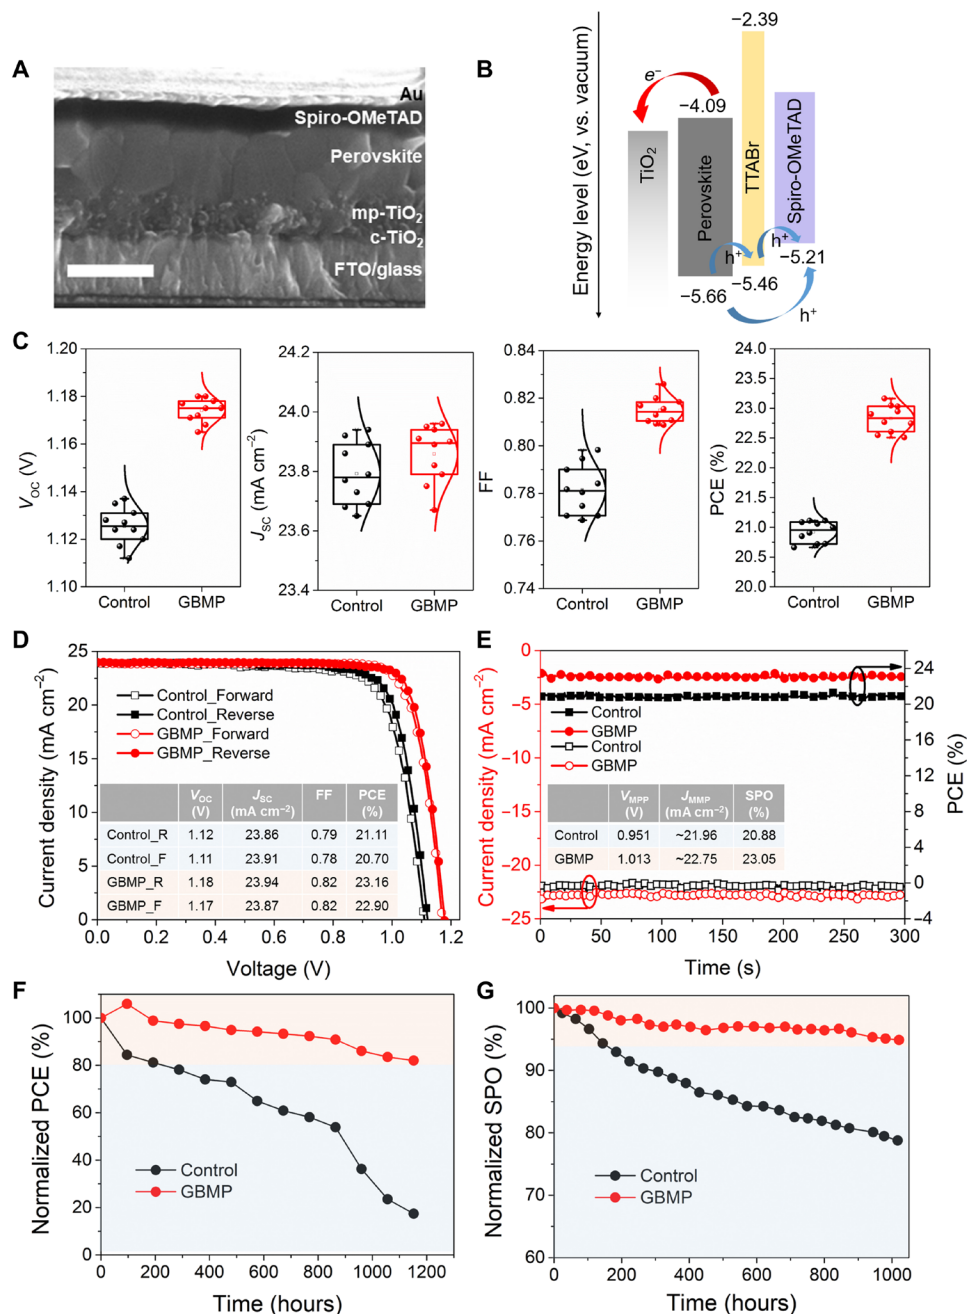 A
Au
Spiro-OMeTAD
Perovskite
mp-TiO₂
c-TiO₂
FTO/glass
B
Energy level (eV, vs. vacuum)
−2.39
e⁻
−4.09
TiO₂
Perovskite
TTABr
Spiro-OMeTAD
h⁺
h⁺
−5.21
−5.46
−5.66
h⁺
C
V_OC (V)
1.20
1.18
1.16
1.14
1.12
1.10
Control
GBMP
J_SC (mA cm⁻²)
24.2
24.0
23.8
23.6
23.4
Control
GBMP
FF
0.84
0.82
0.80
0.78
0.76
0.74
Control
GBMP
PCE (%)
24.0
23.5
23.0
22.5
22.0
21.5
21.0
20.5
20.0
Control
GBMP
D
Current density (mA cm⁻²)
25
20
15
10
5
0
Control_Forward
Control_Reverse
GBMP_Forward
GBMP_Reverse
V_OC (V) J_SC (mA cm⁻²) FF PCE (%)
Control_R 1.12 23.86 0.79 21.11
Control_F 1.11 23.91 0.78 20.70
GBMP_R 1.18 23.94 0.82 23.16
GBMP_F 1.17 23.87 0.82 22.90
0.0 0.2 0.4 0.6 0.8 1.0 1.2
Voltage (V)
E
Current density (mA cm⁻²)
0
−5
−10
−15
−20
−25
Control
GBMP
Control
GBMP
V_MPP (V) J_MMP (mA cm⁻²) SPO (%)
Control 0.951 ~21.96 20.88
GBMP 1.013 ~22.75 23.05
24
20
16
12
8
4
0
−4
PCE (%)
0 50 100 150 200 250 300
Time (s)
F
Normalized PCE (%)
100
80
60
40
20
0
Control
GBMP
0 200 400 600 800 1000 1200
Time (hours)
G
Normalized SPO (%)
100
90
80
70
60
Control
GBMP
0 200 400 600 800 1000
Time (hours)